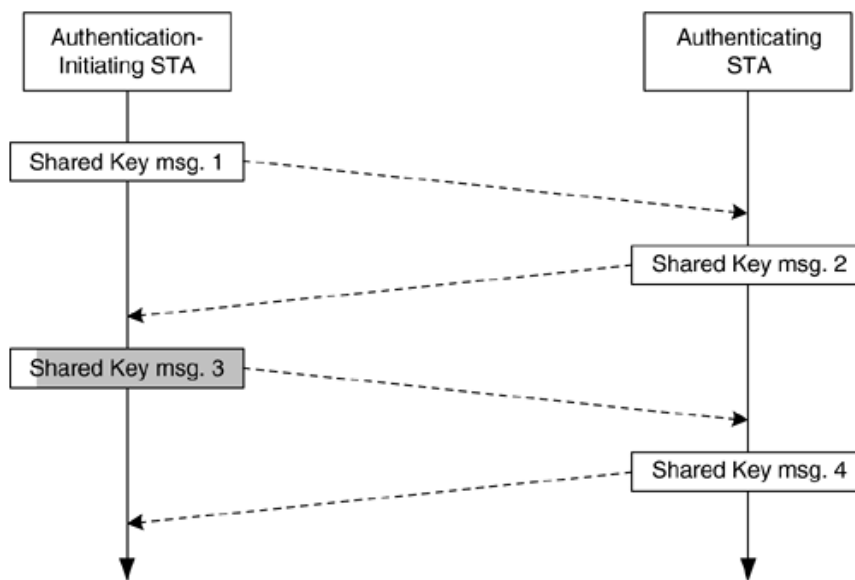 Authentication-
Initiating STA
Authenticating
STA
Shared Key msg. 1
Shared Key msg. 2
Shared Key msg. 3
Shared Key msg. 4